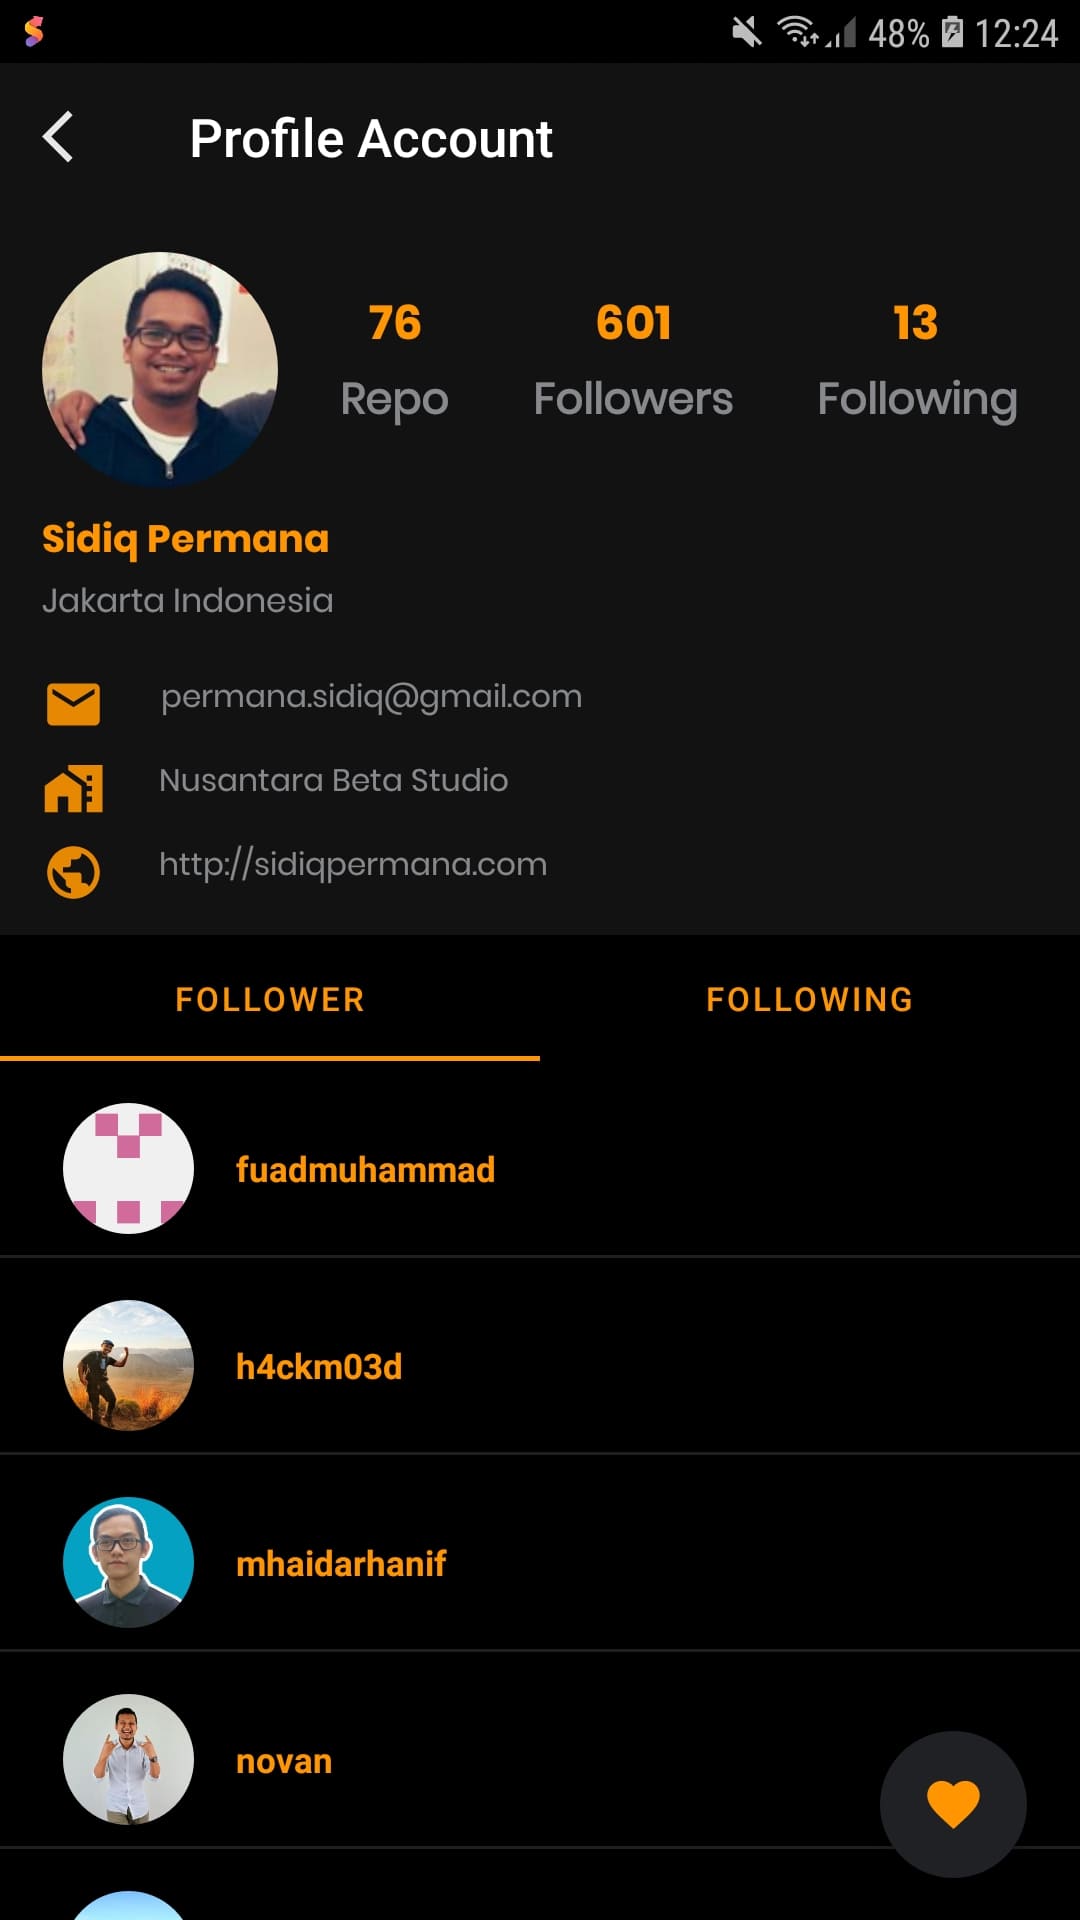 48% 12:24
Profile Account
76 601 13
Repo Followers Following
Sidiq Permana
Jakarta Indonesia
permana.sidiq@gmail.com
Nusantara Beta Studio
http://sidiqpermana.com
FOLLOWER FOLLOWING
fuadmuhammad
h4ckm03d
mhaidarhanif
novan